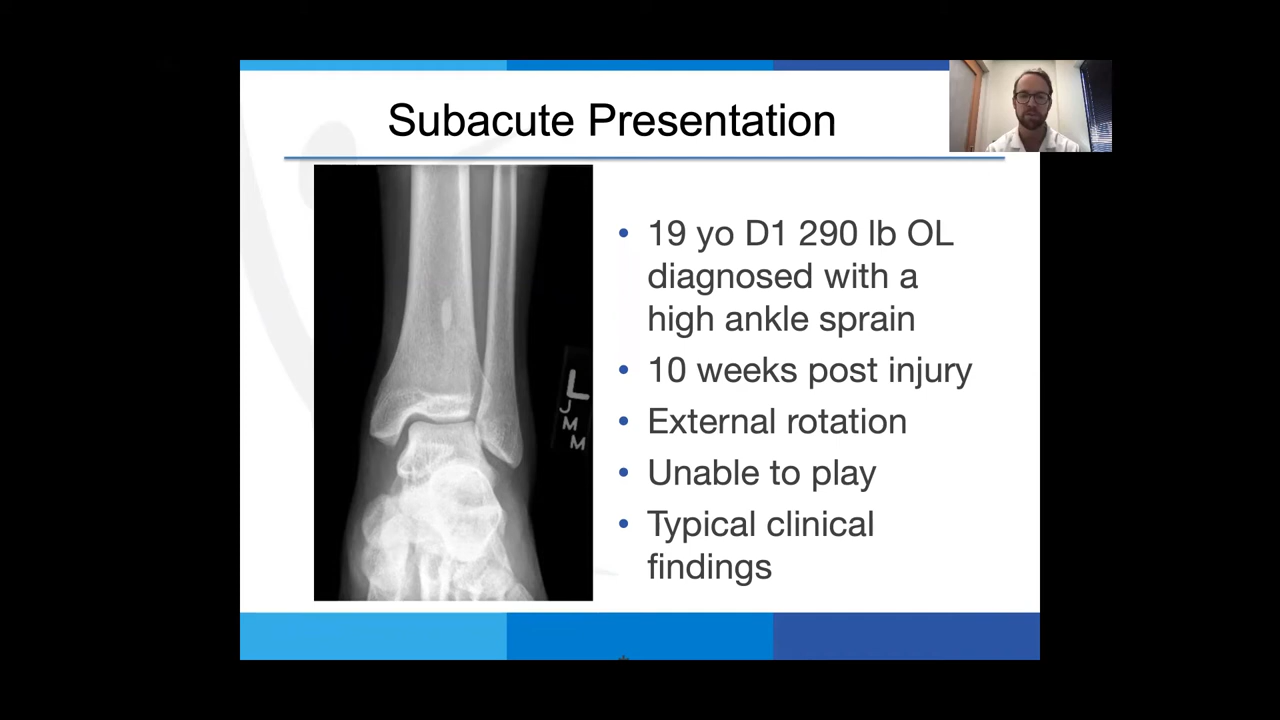 Subacute Presentation
• 19 yo D1 290 lb OL
diagnosed with a
high ankle sprain
• 10 weeks post injury
• External rotation
• Unable to play
• Typical clinical
findings
L
J
M
M